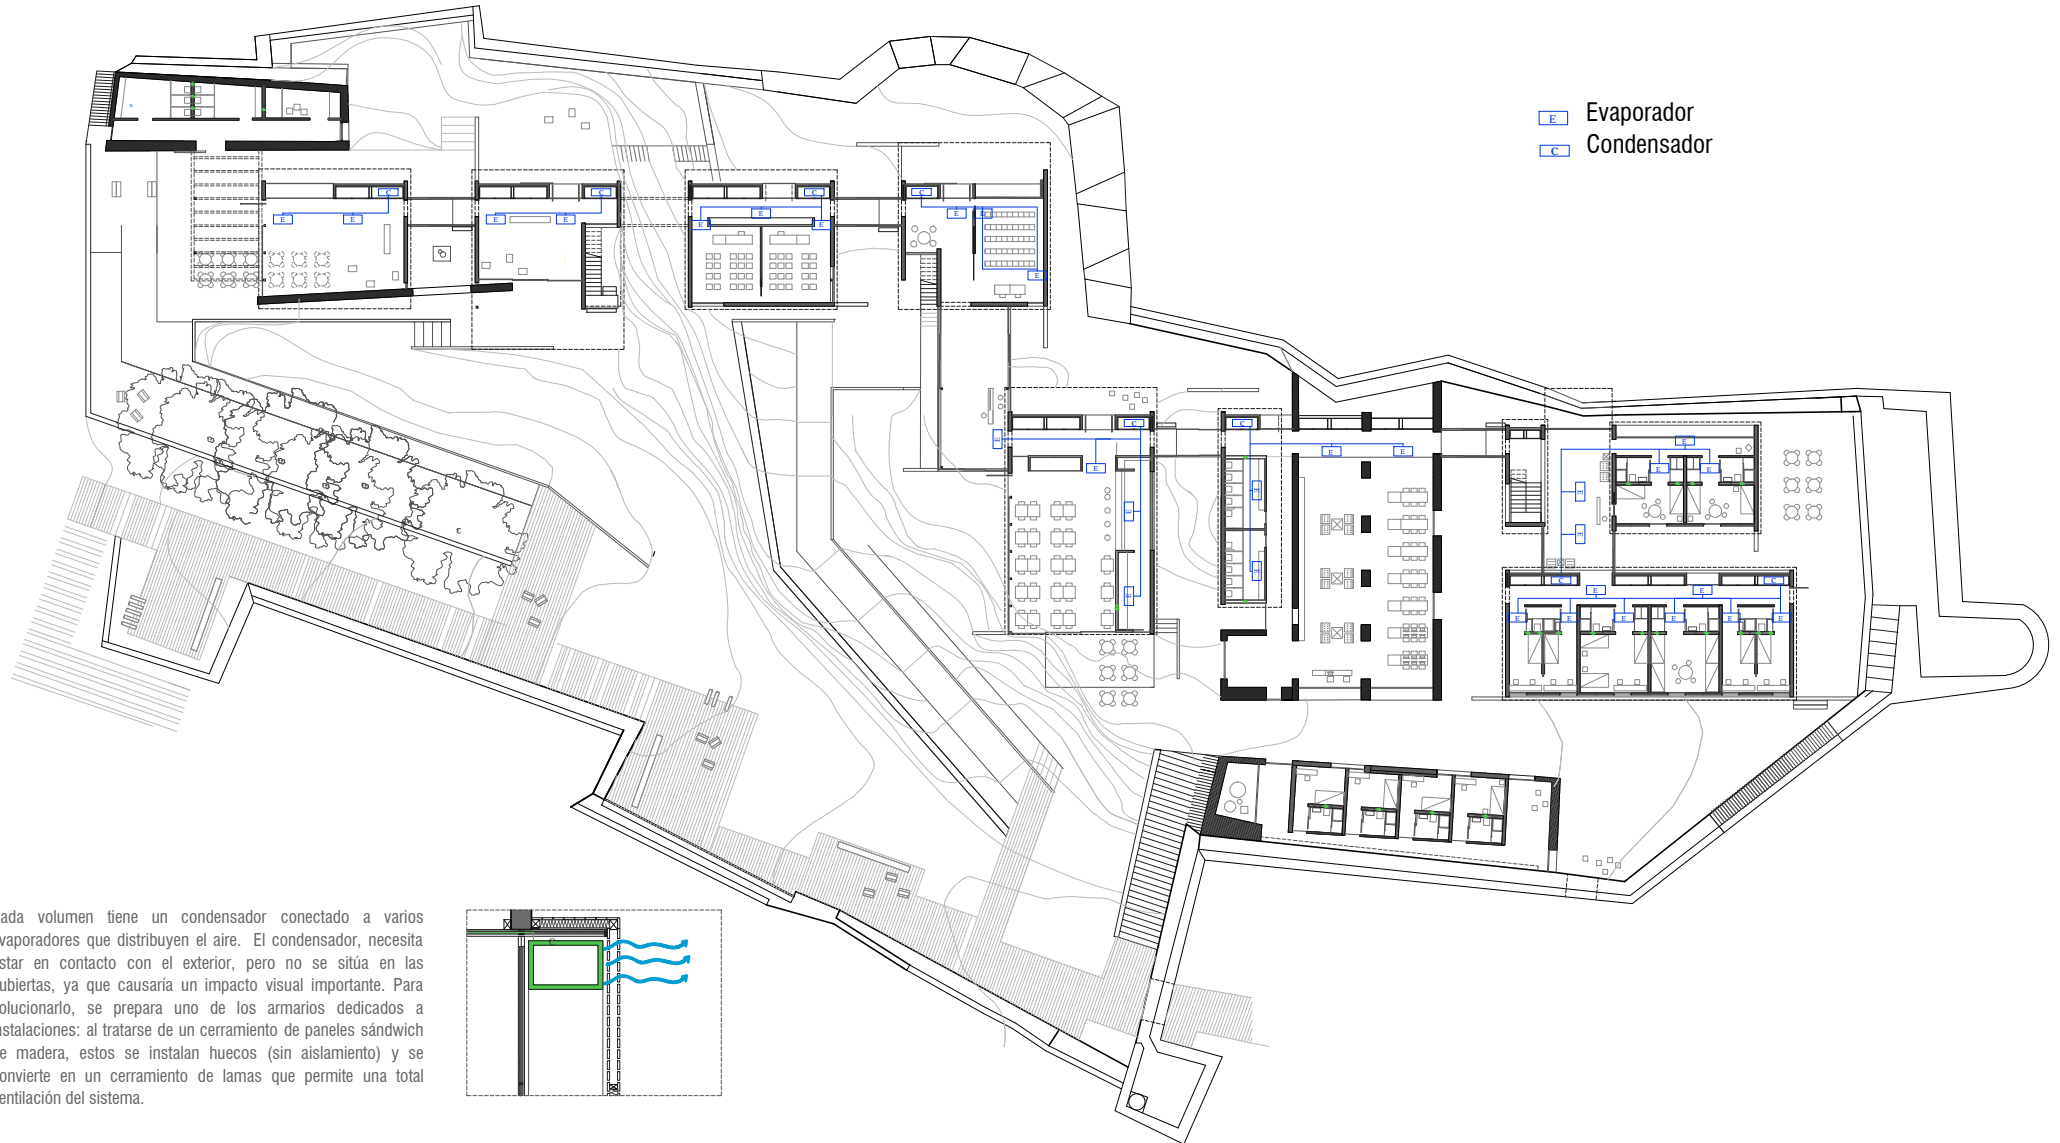 Evaporador
Condensador
E
C
ada volumen tiene un condensador conectado a varios
vaporadores que distribuyen el aire. El condensador, necesita
star en contacto con el exterior, pero no se sitúa en las
ubiertas, ya que causaría un impacto visual importante. Para
olucionarlo, se prepara uno de los armarios dedicados a
nstalaciones: al tratarse de un cerramiento de paneles sándwich
e madera, estos se instalan huecos (sin aislamiento) y se
onvierte en un cerramiento de lamas que permite una total
entilación del sistema.